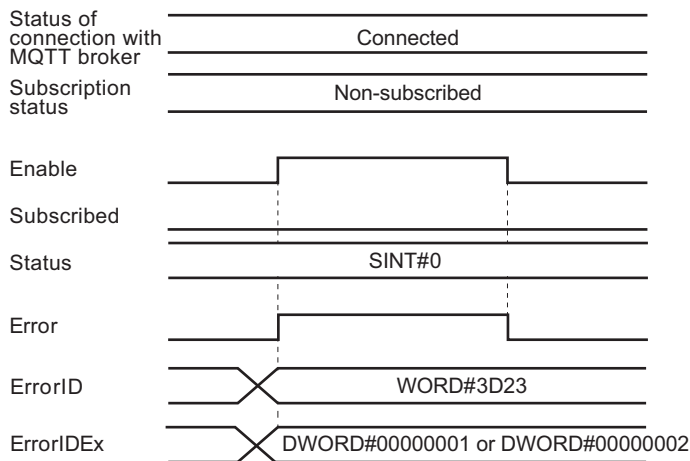 Status of
connection with
MQTT broker
Connected
Subscription
status
Non-subscribed
Enable
Subscribed
Status
SINT#0
Error
ErrorID
WORD#3D23
ErrorIDEx
DWORD#00000001 or DWORD#00000002